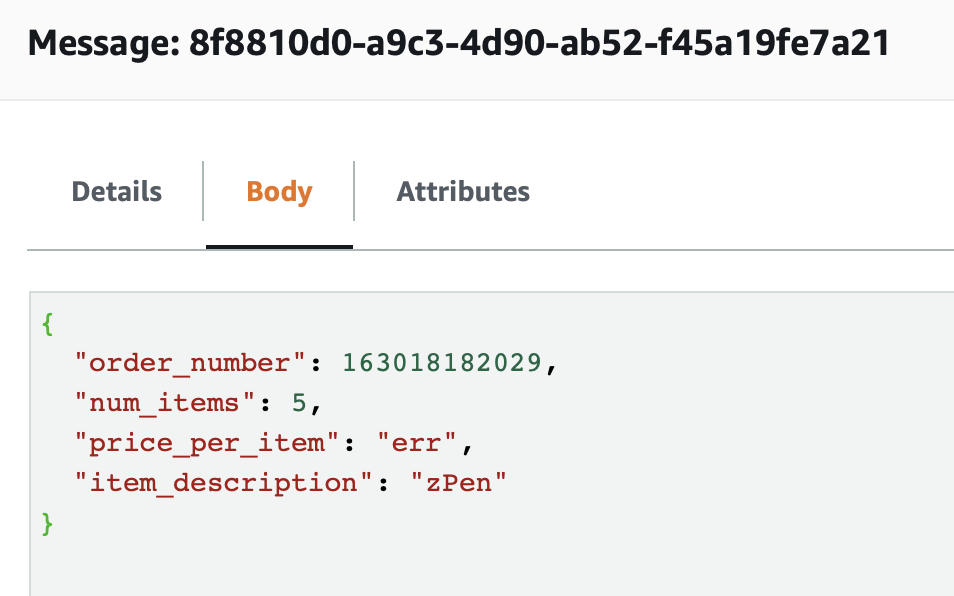 Message: 8f8810d0-a9c3-4d90-ab52-f45a19fe7a21
Details
Body
Attributes
{
"order_number": 163018182029,
"num_items": 5,
"price_per_item": "err",
"item_description": "zPen"
}